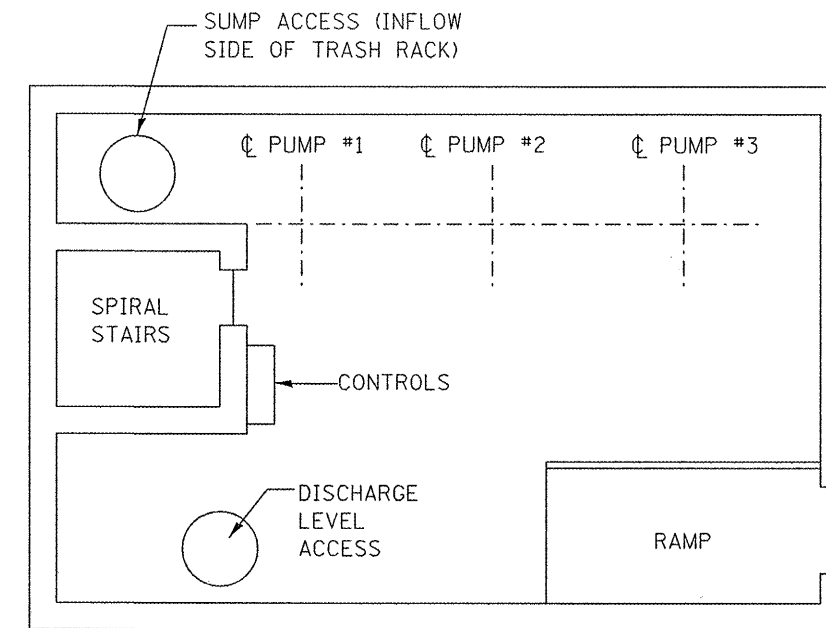 SUMP ACCESS (INFLOW
SIDE OF TRASH RACK)
℄ PUMP #1 ℄ PUMP #2 ℄ PUMP #3
SPIRAL
STAIRS
CONTROLS
DISCHARGE
LEVEL
ACCESS
RAMP